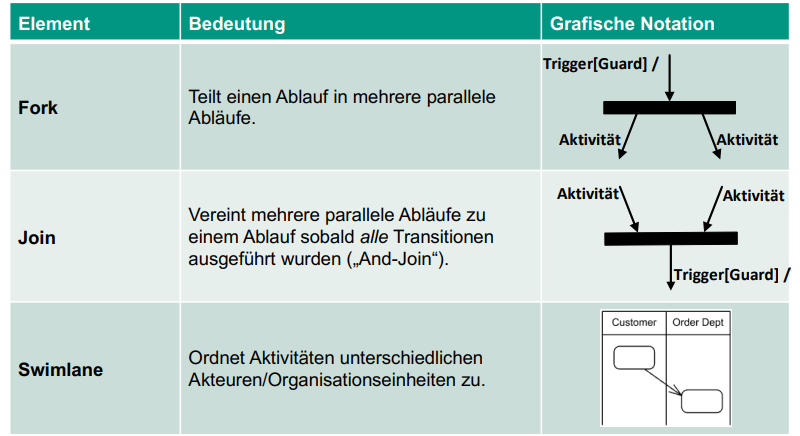 Element
Bedeutung
Grafische Notation
Fork
Teilt einen Ablauf in mehrere parallele
Abläufe.
Trigger[Guard] /
Aktivität
Aktivität
Join
Vereint mehrere parallele Abläufe zu
einem Ablauf sobald alle Transitionen
ausgeführt wurden („And-Join“).
Aktivität
Aktivität
Trigger[Guard] /
Swimlane
Ordnet Aktivitäten unterschiedlichen
Akteuren/Organisationseinheiten zu.
Customer
Order Dept